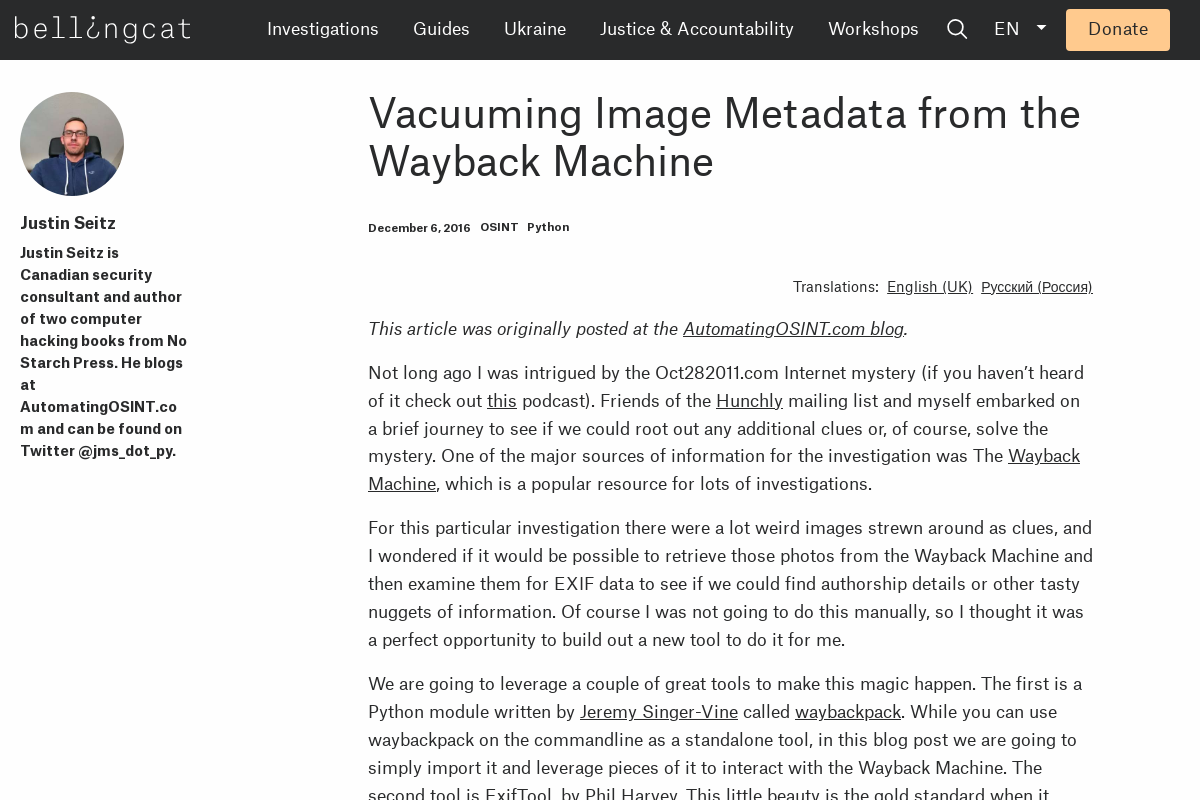 bellingcat
Investigations
Guides
Ukraine
Justice & Accountability
Workshops
EN
Donate
Justin Seitz
Justin Seitz is
Canadian security
consultant and author
of two computer
hacking books from No
Starch Press. He blogs
at
AutomatingOSINT.co
m and can be found on
Twitter @jms_dot_py.
Vacuuming Image Metadata from the
Wayback Machine
December 6, 2016 OSINT Python
Translations: English (UK) Русский (Россия)
This article was originally posted at the AutomatingOSINT.com blog.
Not long ago I was intrigued by the Oct282011.com Internet mystery (if you haven’t heard
of it check out this podcast). Friends of the Hunchly mailing list and myself embarked on
a brief journey to see if we could root out any additional clues or, of course, solve the
mystery. One of the major sources of information for the investigation was The Wayback
Machine, which is a popular resource for lots of investigations.
For this particular investigation there were a lot weird images strewn around as clues, and
I wondered if it would be possible to retrieve those photos from the Wayback Machine and
then examine them for EXIF data to see if we could find authorship details or other tasty
nuggets of information. Of course I was not going to do this manually, so I thought it was
a perfect opportunity to build out a new tool to do it for me.
We are going to leverage a couple of great tools to make this magic happen. The first is a
Python module written by Jeremy Singer-Vine called waybackpack. While you can use
waybackpack on the commandline as a standalone tool, in this blog post we are going to
simply import it and leverage pieces of it to interact with the Wayback Machine. The
second tool is ExifTool, by Phil Harvey. This little beauty is the gold standard when it